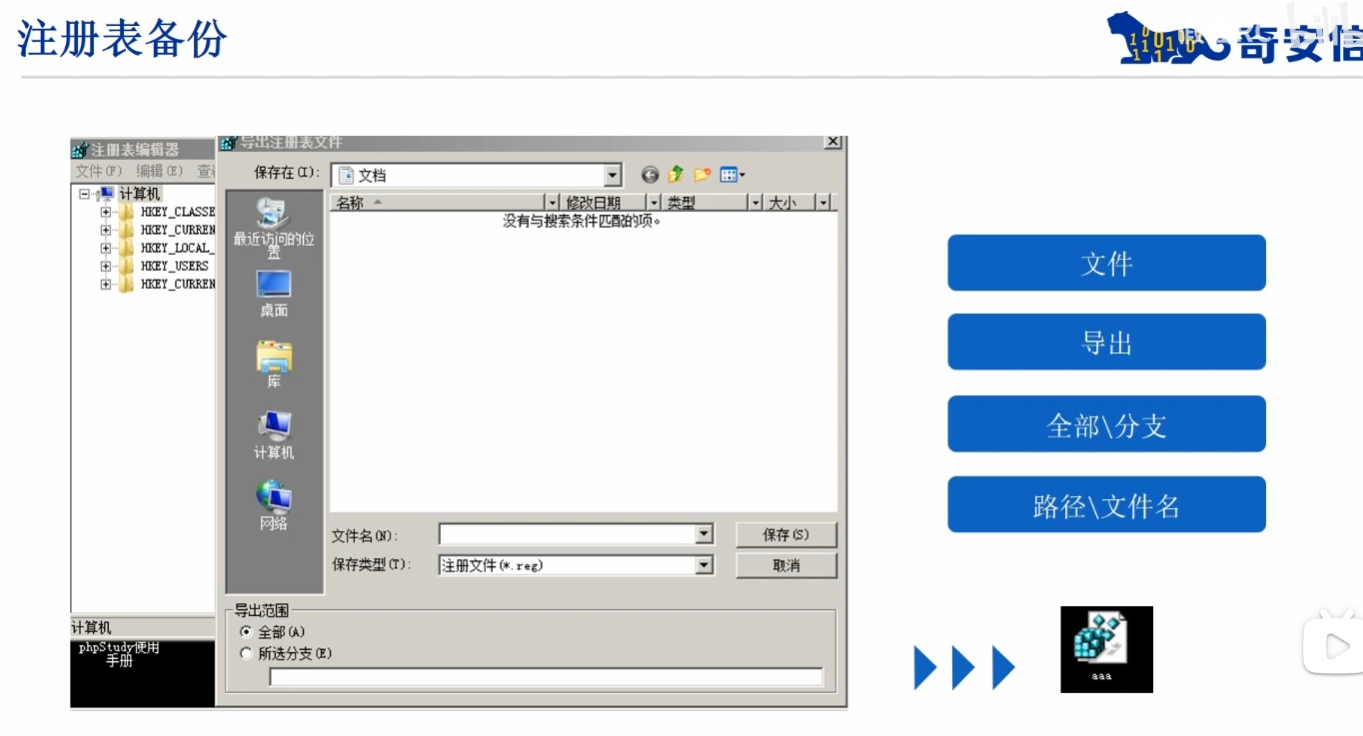 注册表备份
奇安信
注册表编辑器
导出注册表文件
文件(F) 编辑(E)
计算机
HKEY_CLASSE
HKEY_CURREN
HKEY_LOCAL_
HKEY_USERS
HKEY_CURREN
保存在(I):
文档
名称 修改日期 类型 大小
没有与搜索条件匹配的项。
最近访问的位
置
桌面
库
计算机
网络
文件名(N):
保存(S)
保存类型(T):
注册文件(*.reg)
取消
导出范围
全部(A)
所选分支(E)
计算机
phpStudy使用
手册
文件
导出
全部\分支
路径\文件名
aaa